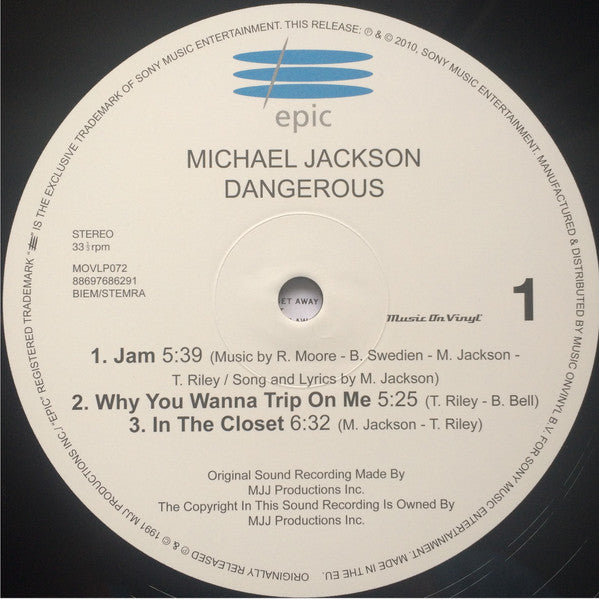 "E" IS THE EXCLUSIVE TRADEMARK OF SONY MUSIC ENTERTAINMENT. THIS RELEASE: ℗ & © 2010, SONY MUSIC ENTERTAINMENT. MANUFACTURED & DISTRIBUTED BY MUSIC ONVINYL B.V. FOR SONY MUSIC ENTERTAINMENT. MADE IN THE EU.
ORIGINALLY RELEASED ℗ & © 1991 MJJ PRODUCTIONS INC./"EPIC" REGISTERED TRADEMARK
epic
MICHAEL JACKSON
DANGEROUS
STEREO
33⅓rpm
MOVLP072
88697686291
BIEM/STEMRA
ET AWAY
Music On Vinyl
1
1. Jam 5:39 (Music by R. Moore - B. Swedien - M. Jackson -
T. Riley / Song and Lyrics by M. Jackson)
2. Why You Wanna Trip On Me 5:25 (T. Riley - B. Bell)
3. In The Closet 6:32 (M. Jackson - T. Riley)
Original Sound Recording Made By
MJJ Productions Inc.
The Copyright In This Sound Recording Is Owned By
MJJ Productions Inc.